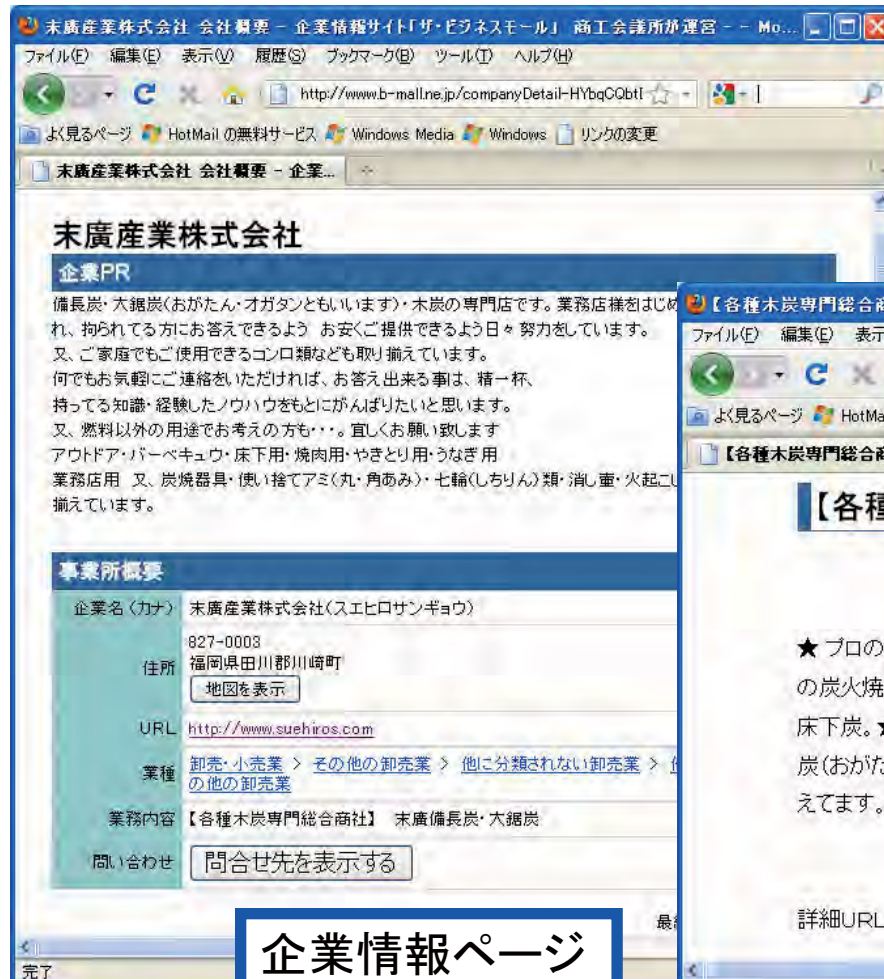 末廣産業株式会社 会社概要 - 企業情報サイト「ザ・ビジネスモール」 商工会議所が運営 - - Mo...
ファイル(F) 編集(E) 表示(V) 履歴(S) ブックマーク(B) ツール(T) ヘルプ(H)
http://www.b-mall.ne.jp/companyDetail-HYbqCQbtI
よく見るページ HotMail の無料サービス Windows Media Windows リンクの変更
末廣産業株式会社 会社概要 - 企業...
末廣産業株式会社
企業PR
備長炭・大鋸炭(おがたん・オガタンともいいます)・木炭の専門店です。業務店様をはじめ
れ、拘られてる方にお答えできるよう お安くご提供できるよう日々努力をしています。
又、ご家庭でもご使用できるコンロ類なども取り揃えています。
何でもお気軽にご連絡をいただければ、お答え出来る事は、精一杯、
持ってる知識・経験したノウハウをもとにがんばりたいと思います。
又、燃料以外の用途でお考えの方も・・・。宜しくお願い致します
アウトドア・バーベキュウ・床下用・焼肉用・やきとり用・うなぎ用
業務店用 又、炭焼器具・使い捨てアミ(丸・角あみ)・七輪(しちりん)類・消し壷・火起こし
揃えています。
事業所概要
企業名(カナ) 末廣産業株式会社(スエヒロサンギョウ)
住所 827-0003
福岡県田川郡川崎町
地図を表示
URL http://www.suehiros.com
業種 卸売・小売業 > その他の卸売業 > 他に分類されない卸売業 > 他
の他の卸売業
業務内容 【各種木炭専門総合商社】 末廣備長炭・大鋸炭
問い合わせ 問合せ先を表示する
最終
完了
企業情報ページ
【各種木炭専門総合商
ファイル(F) 編集(E) 表示
よく見るページ HotMa
【各種木炭専門総合商
【各種
★ プロの
の炭火焼
床下炭。★
炭(おがた
えてます。
詳細URL